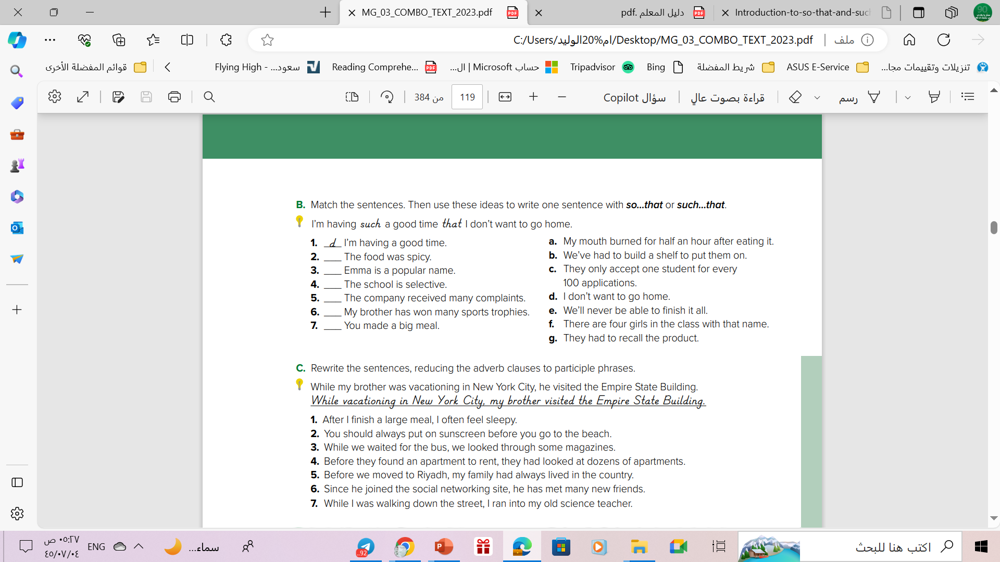 MG_03_COMBO_TEXT_2023.pdf
دليل المعلم .pdf
Introduction-to-so-that-and-suc
C:/Users/ام%20الوليد/Desktop/MG_03_COMBO_TEXT_2023.pdf
ملف
قوائم المفضلة الأخرى
Flying High - ...سعود
Reading Comprehe...
حساب Microsoft | ال...
Tripadvisor
Bing
شريط المفضلة
ASUS E-Service
تنزيلات وتقييمات مجا...
من 384
119
سؤال Copilot
قراءة بصوت عالٍ
رسم
B. Match the sentences. Then use these ideas to write one sentence with so...that or such...that.
I'm having such a good time that I don't want to go home.
1. d I'm having a good time.
2. ___ The food was spicy.
3. ___ Emma is a popular name.
4. ___ The school is selective.
5. ___ The company received many complaints.
6. ___ My brother has won many sports trophies.
7. ___ You made a big meal.
a. My mouth burned for half an hour after eating it.
b. We've had to build a shelf to put them on.
c. They only accept one student for every
100 applications.
d. I don't want to go home.
e. We'll never be able to finish it all.
f. There are four girls in the class with that name.
g. They had to recall the product.
C. Rewrite the sentences, reducing the adverb clauses to participle phrases.
While my brother was vacationing in New York City, he visited the Empire State Building.
While vacationing in New York City, my brother visited the Empire State Building.
1. After I finish a large meal, I often feel sleepy.
2. You should always put on sunscreen before you go to the beach.
3. While we waited for the bus, we looked through some magazines.
4. Before they found an apartment to rent, they had looked at dozens of apartments.
5. Before we moved to Riyadh, my family had always lived in the country.
6. Since he joined the social networking site, he has met many new friends.
7. While I was walking down the street, I ran into my old science teacher.
٠٥:٢٧ ص
٤٥/٠٧/٠٤
ENG
سماء...
92..
اكتب هنا للبحث